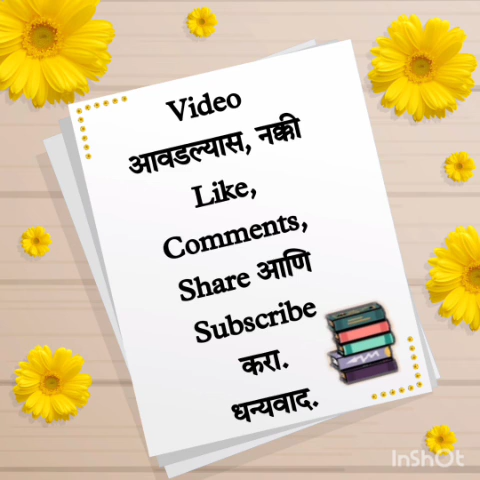 Video
आवडल्यास, नक्की
Like,
Comments,
Share आणि
Subscribe
करा.
धन्यवाद.
InShOt